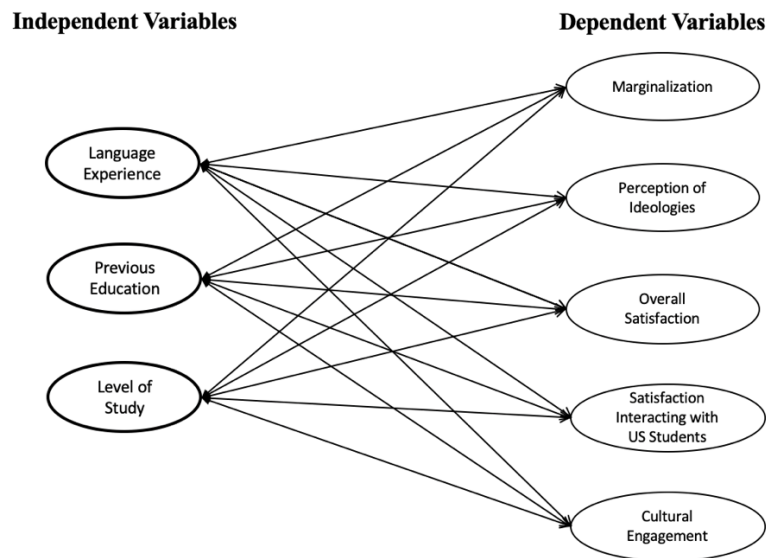 Independent Variables
Dependent Variables
Language
Experience
Previous
Education
Level of
Study
Marginalization
Perception of
Ideologies
Overall
Satisfaction
Satisfaction
Interacting with
US Students
Cultural
Engagement